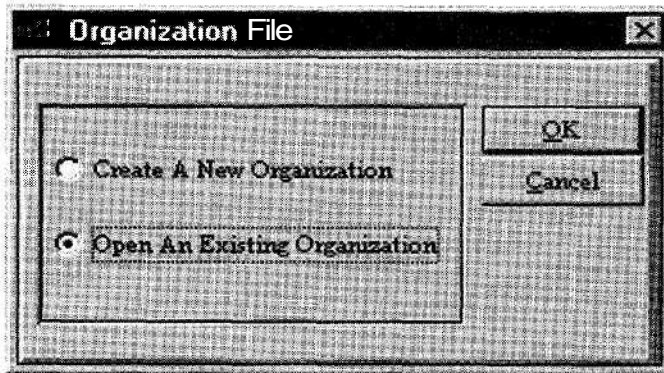 Organization File
OK
Create A New Organization
Cancel
Open An Existing Organization